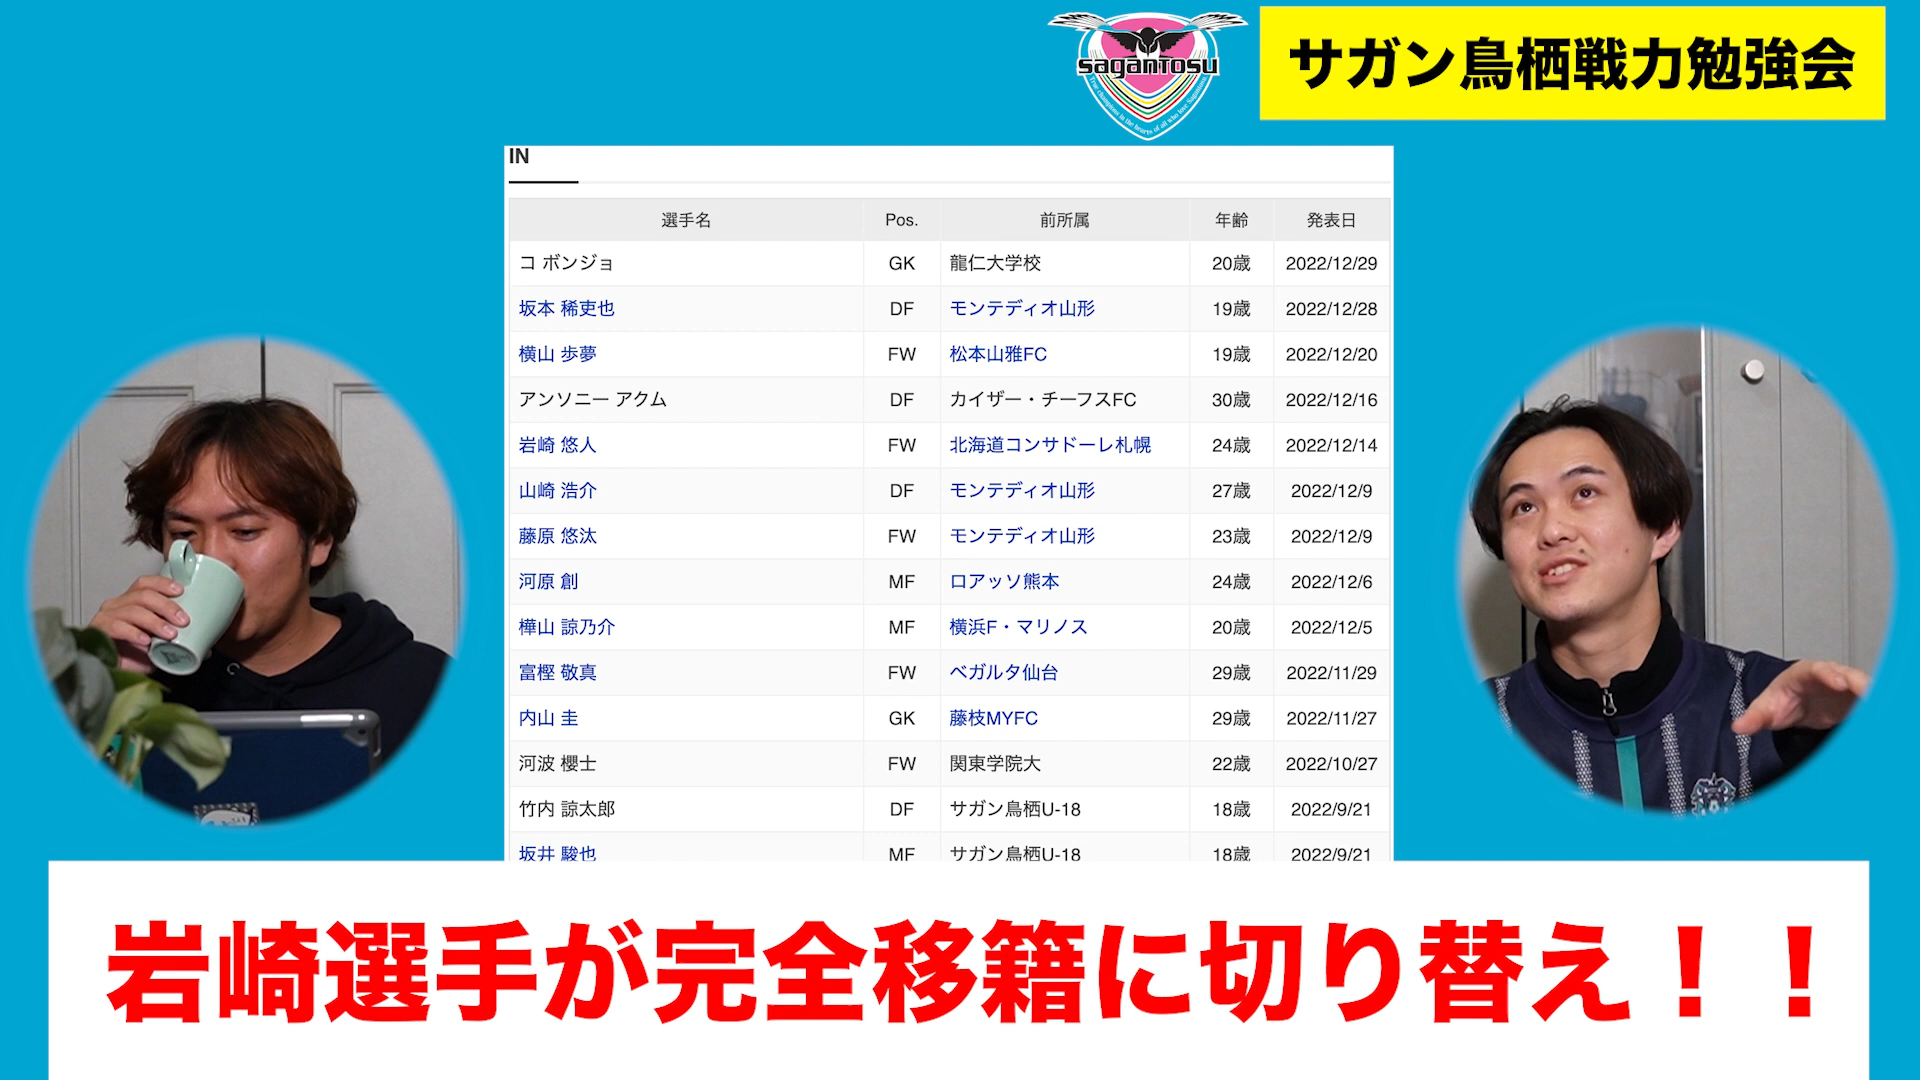 sagantosu
サガン鳥栖戦力勉強会
IN
選手名 Pos. 前所属 年齢 発表日
コ ボンジョ GK 龍仁大学校 20歳 2022/12/29
坂本 稀吏也 DF モンテディオ山形 19歳 2022/12/28
横山 歩夢 FW 松本山雅FC 19歳 2022/12/20
アンソニー アクム DF カイザー・チーフスFC 30歳 2022/12/16
岩崎 悠人 FW 北海道コンサドーレ札幌 24歳 2022/12/14
山崎 浩介 DF モンテディオ山形 27歳 2022/12/9
藤原 悠汰 FW モンテディオ山形 23歳 2022/12/9
河原 創 MF ロアッソ熊本 24歳 2022/12/6
樺山 諒乃介 MF 横浜F・マリノス 20歳 2022/12/5
富樫 敬真 FW ベガルタ仙台 29歳 2022/11/29
内山 圭 GK 藤枝MYFC 29歳 2022/11/27
河波 櫻士 FW 関東学院大 22歳 2022/10/27
竹内 諒太郎 DF サガン鳥栖U-18 18歳 2022/9/21
坂井 駿也 MF サガン鳥栖U-18 18歳 2022/9/21
岩崎選手が完全移籍に切り替え！！